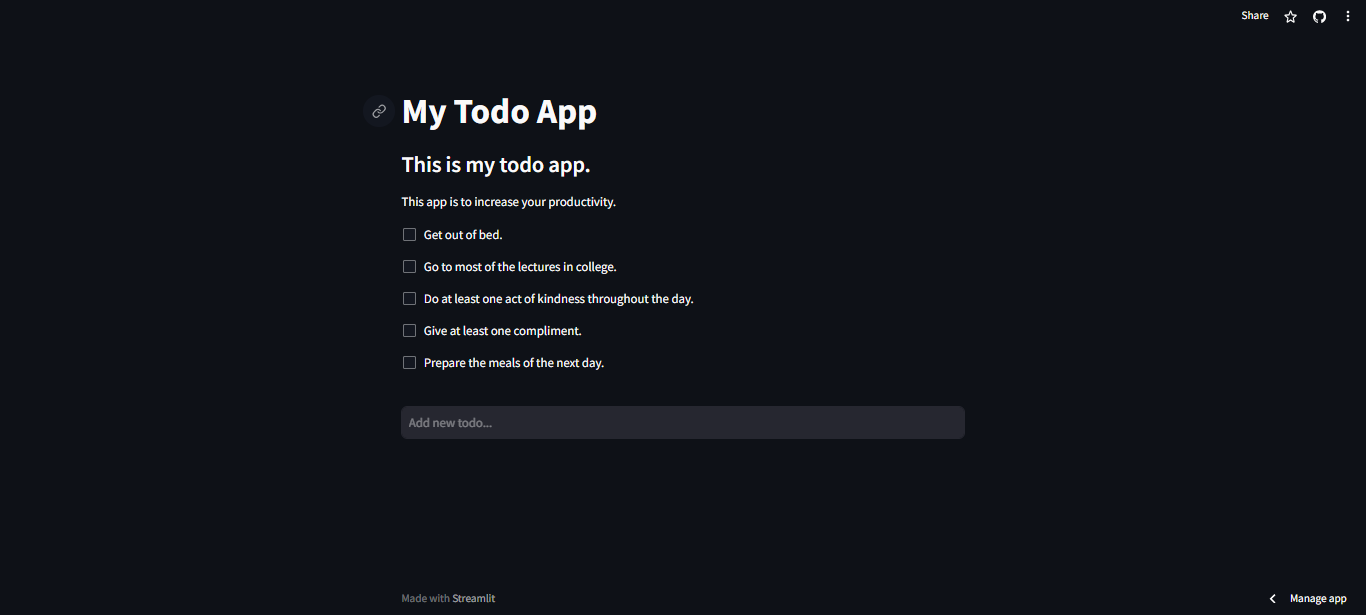 Share
My Todo App
This is my todo app.
This app is to increase your productivity.
Get out of bed.
Go to most of the lectures in college.
Do at least one act of kindness throughout the day.
Give at least one compliment.
Prepare the meals of the next day.
Add new todo...
Made with Streamlit
Manage app